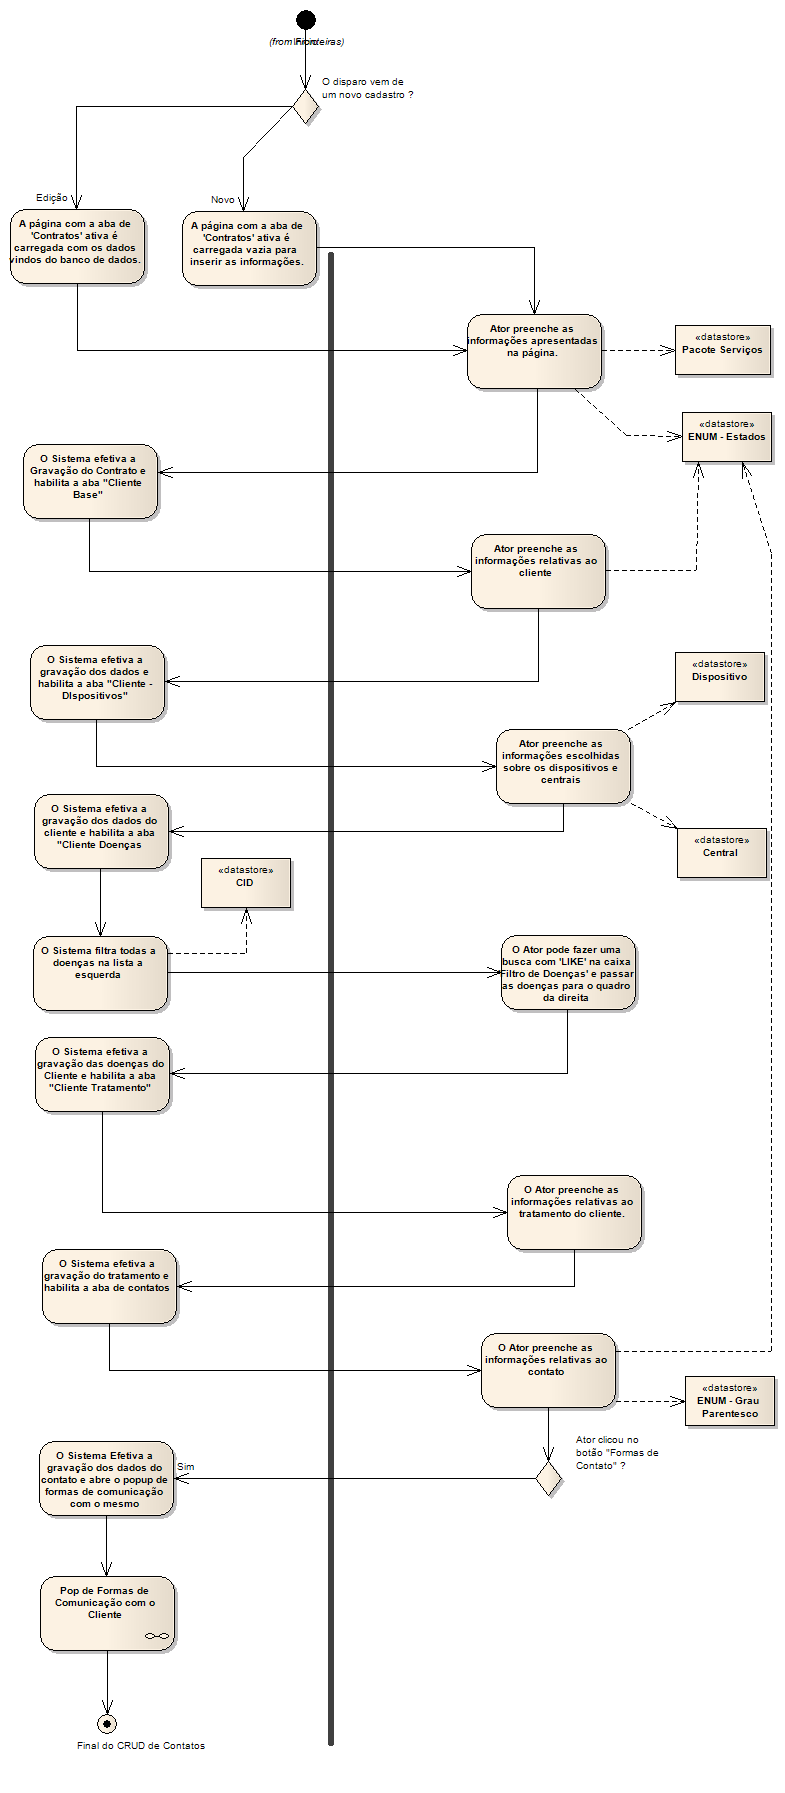 (from Fronteiras)
O disparo vem de
um novo cadastro ?
Edição
Novo
A página com a aba de
'Contratos' ativa é
carregada com os dados
vindos do banco de dados.
A página com a aba de
'Contratos' ativa é
carregada vazia para
inserir as informações.
Ator preenche as
informações apresentadas
na página.
«datastore»
Pacote Serviços
«datastore»
ENUM - Estados
O Sistema efetiva a
Gravação do Contrato e
habilita a aba "Cliente
Base"
Ator preenche as
informações relativas ao
cliente
O Sistema efetiva a
gravação dos dados e
habilita a aba "Cliente -
DIspositivos"
«datastore»
Dispositivo
Ator preenche as
informações escolhidas
sobre os dispositivos e
centrais
O Sistema efetiva a
gravação dos dados do
cliente e habilita a aba
"Cliente Doenças
«datastore»
Central
«datastore»
CID
O Sistema filtra todas a
doenças na lista a
esquerda
O Ator pode fazer uma
busca com 'LIKE' na caixa
Filtro de Doenças' e passar
as doenças para o quadro
da direita
O Sistema efetiva a
gravação das doenças do
Cliente e habilita a aba
"Cliente Tratamento"
O Ator preenche as
informações relativas ao
tratamento do cliente.
O Sistema efetiva a
gravação do tratamento e
habilita a aba de contatos
O Ator preenche as
informações relativas ao
contato
«datastore»
ENUM - Grau
Parentesco
Ator clicou no
botão "Formas de
Contato" ?
Sim
O Sistema Efetiva a
gravação dos dados do
contato e abre o popup de
formas de comunicação
com o mesmo
Pop de Formas de
Comunicação com o
Cliente
Final do CRUD de Contatos